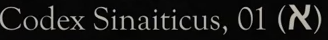 Codex Sinaiticus, 01 (א)